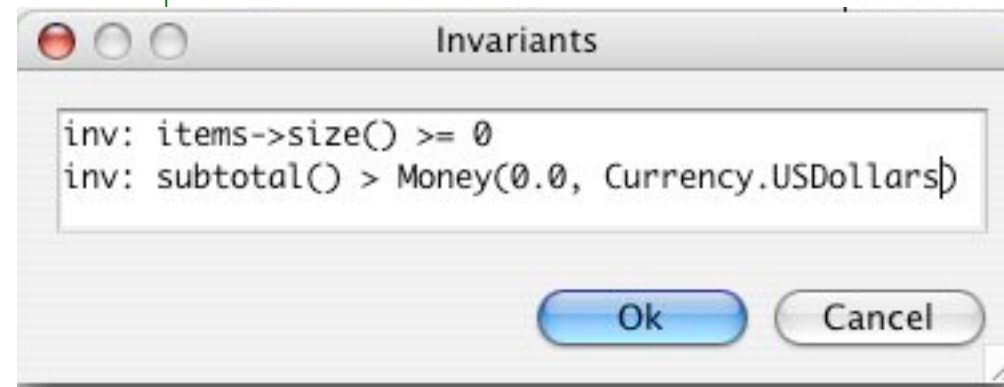 Invariants
inv: items->size() >= 0
inv: subtotal() > Money(0.0, Currency.USDollars)
Ok
Cancel